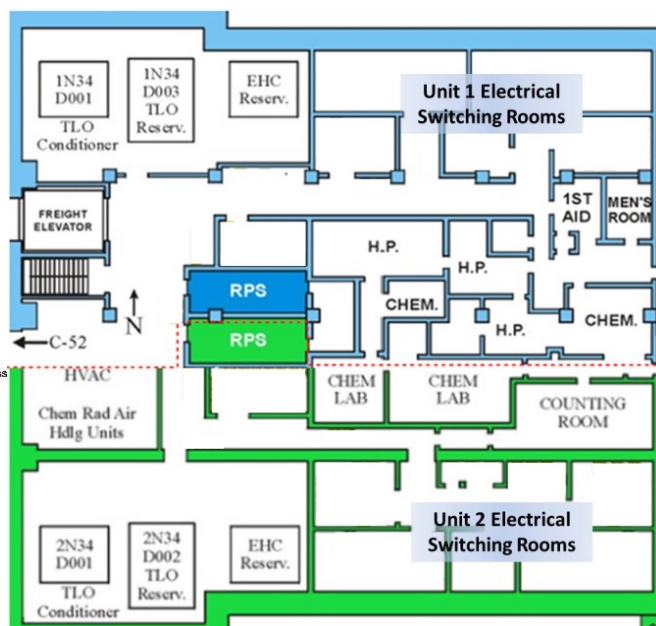 1N34
D001
TLO
Conditioner
1N34
D003
TLO
Reserv.
EHC
Reserv.
Unit 1 Electrical
Switching Rooms
FREIGHT
ELEVATOR
1ST
AID
MEN'S
ROOM
H.P.
H.P.
RPS
CHEM.
N
H.P.
CHEM.
C-52
RPS
ss
HVAC
Chem Rad Air
Hdlg Units
CHEM
LAB
CHEM
LAB
COUNTING
ROOM
Unit 2 Electrical
Switching Rooms
2N34
D001
TLO
Conditioner
2N34
D002
TLO
Reserv.
EHC
Reserv.